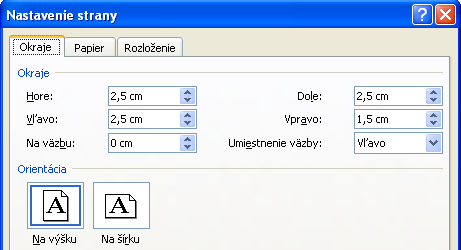 Nastavenie strany
Okraje Papier Rozloženie
Okraje
Hore: 2,5 cm Dole: 2,5 cm
Vľavo: 2,5 cm Vpravo: 1,5 cm
Na väzbu: 0 cm Umiestnenie väzby: Vľavo
Orientácia
A A
Na výšku Na šírku